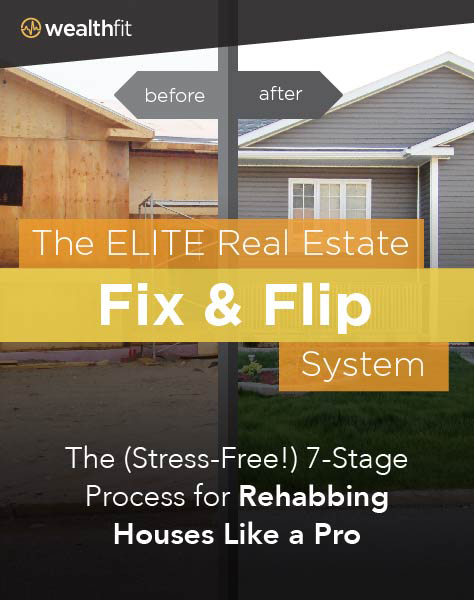 wealthfit
before
after
The ELITE Real Estate
Fix & Flip
System
The (Stress-Free!) 7-Stage
Process for Rehabbing
Houses Like a Pro